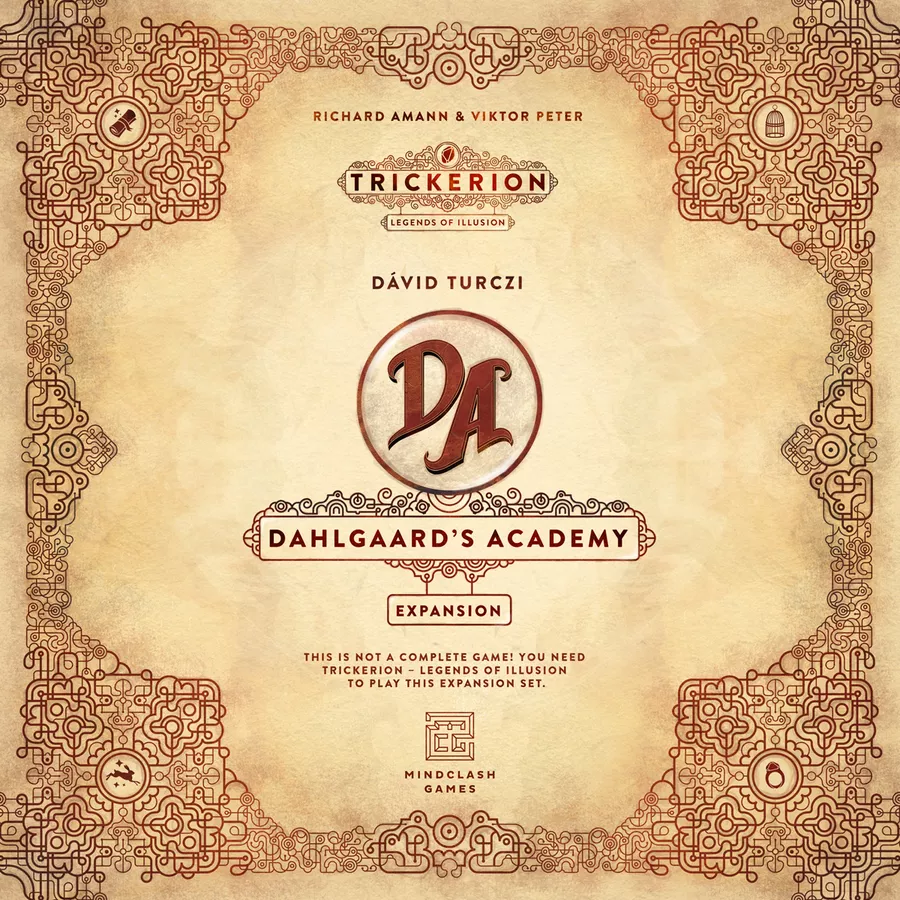 RICHARD AMANN & VIKTOR PETER
TRICKERION
LEGENDS OF ILLUSION
DÁVID TURCZI
DA
DAHLGAARD'S ACADEMY
EXPANSION
THIS IS NOT A COMPLETE GAME! YOU NEED
TRICKERION – LEGENDS OF ILLUSION
TO PLAY THIS EXPANSION SET.
MCG
MINDCLASH
GAMES